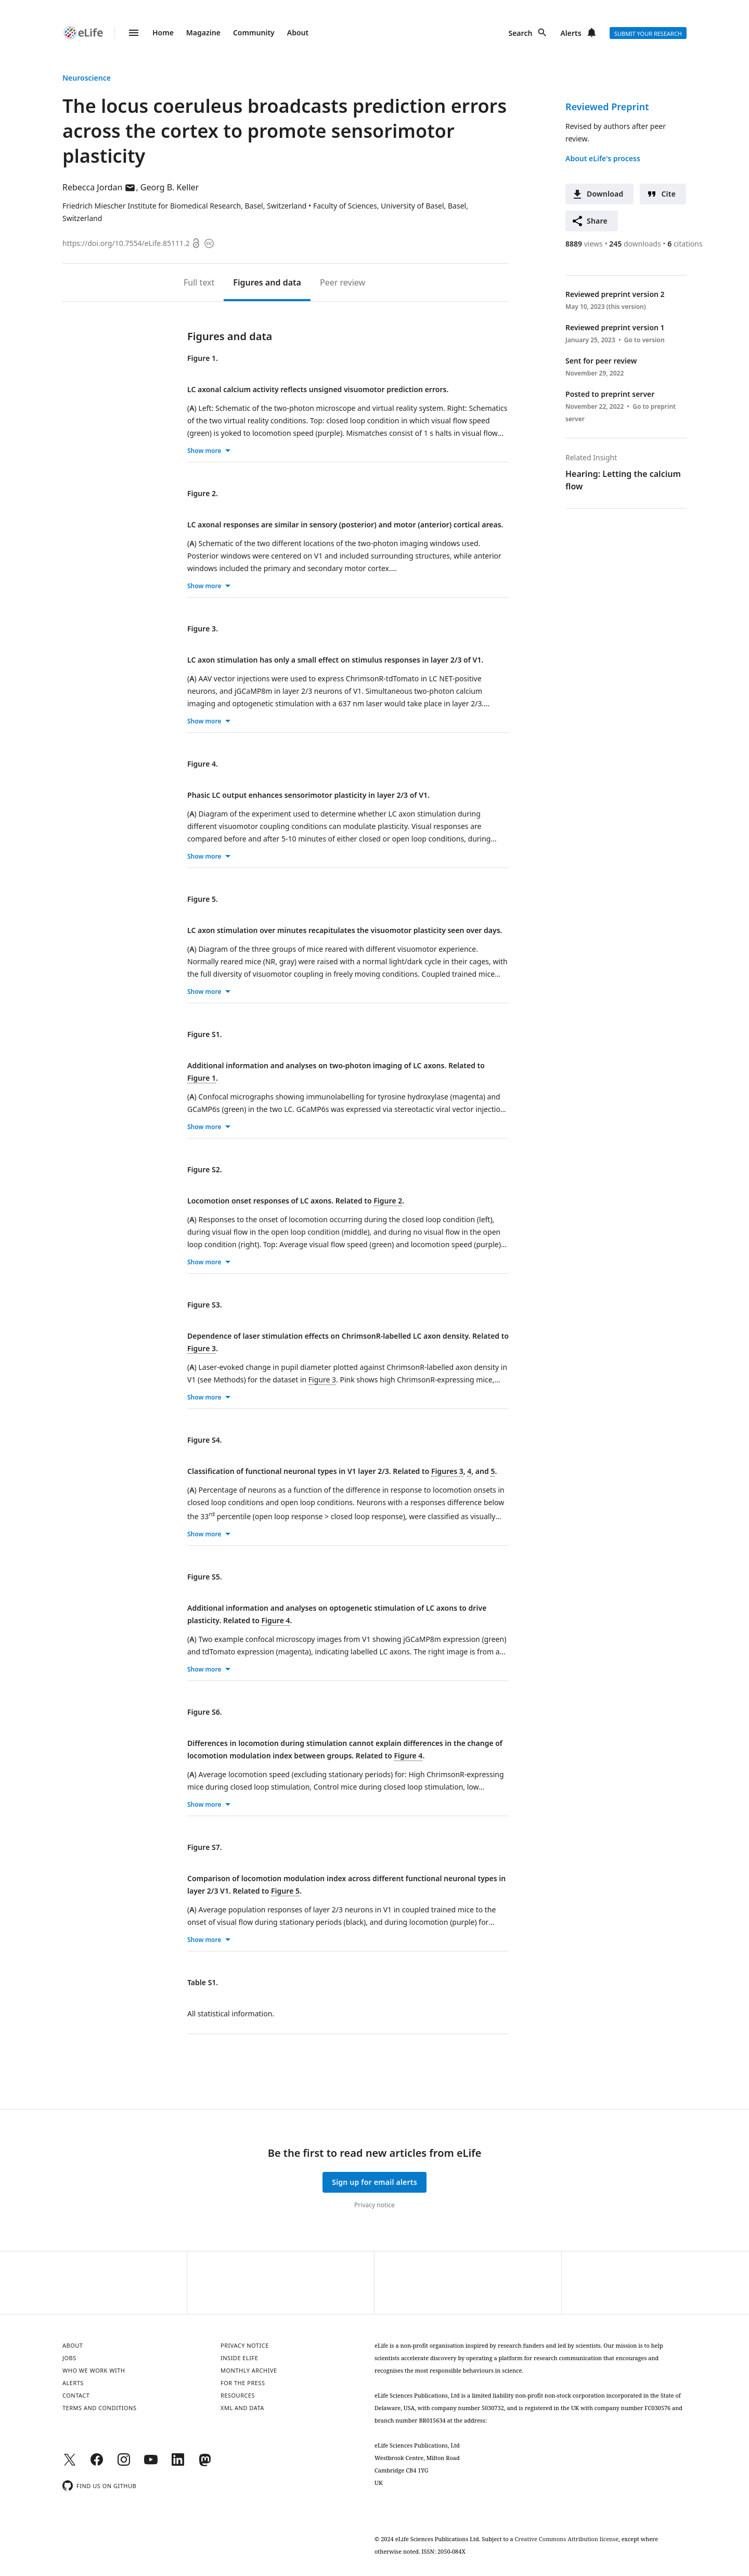 eLife
Home
Magazine
Community
About
Search
Alerts
SUBMIT YOUR RESEARCH
Neuroscience
The locus coeruleus broadcasts prediction errors
across the cortex to promote sensorimotor
plasticity
Rebecca Jordan, Georg B. Keller
Friedrich Miescher Institute for Biomedical Research, Basel, Switzerland • Faculty of Sciences, University of Basel, Basel,
Switzerland
https://doi.org/10.7554/eLife.85111.2
Reviewed Preprint
Revised by authors after peer
review.
About eLife's process
Download
Cite
Share
8889 views • 245 downloads • 6 citations
Full text
Figures and data
Peer review
Reviewed preprint version 2
May 10, 2023 (this version)
Reviewed preprint version 1
January 25, 2023 • Go to version
Sent for peer review
November 29, 2022
Posted to preprint server
November 22, 2022 • Go to preprint
server
Related Insight
Hearing: Letting the calcium
flow
Figures and data
Figure 1.
LC axonal calcium activity reflects unsigned visuomotor prediction errors.
(A) Left: Schematic of the two-photon microscope and virtual reality system. Right: Schematics
of the two virtual reality conditions. Top: closed loop condition in which visual flow speed
(green) is yoked to locomotion speed (purple). Mismatches consist of 1 s halts in visual flow...
Show more
Figure 2.
LC axonal responses are similar in sensory (posterior) and motor (anterior) cortical areas.
(A) Schematic of the two different locations of the two-photon imaging windows used.
Posterior windows were centered on V1 and included surrounding structures, while anterior
windows included the primary and secondary motor cortex....
Show more
Figure 3.
LC axon stimulation has only a small effect on stimulus responses in layer 2/3 of V1.
(A) AAV vector injections were used to express ChrimsonR-tdTomato in LC NET-positive
neurons, and jGCaMP8m in layer 2/3 neurons of V1. Simultaneous two-photon calcium
imaging and optogenetic stimulation with a 637 nm laser would take place in layer 2/3....
Show more
Figure 4.
Phasic LC output enhances sensorimotor plasticity in layer 2/3 of V1.
(A) Diagram of the experiment used to determine whether LC axon stimulation during
different visuomotor coupling conditions can modulate plasticity. Visual responses are
compared before and after 5-10 minutes of either closed or open loop conditions, during...
Show more
Figure 5.
LC axon stimulation over minutes recapitulates the visuomotor plasticity seen over days.
(A) Diagram of the three groups of mice reared with different visuomotor experience.
Normally reared mice (NR, gray) were raised with a normal light/dark cycle in their cages, with
the full diversity of visuomotor coupling in freely moving conditions. Coupled trained mice...
Show more
Figure S1.
Additional information and analyses on two-photon imaging of LC axons. Related to
Figure 1.
(A) Confocal micrographs showing immunolabelling for tyrosine hydroxylase (magenta) and
GCaMP6s (green) in the two LC. GCaMP6s was expressed via stereotactic viral vector injectio...
Show more
Figure S2.
Locomotion onset responses of LC axons. Related to Figure 2.
(A) Responses to the onset of locomotion occurring during the closed loop condition (left),
during visual flow in the open loop condition (middle), and during no visual flow in the open
loop condition (right). Top: Average visual flow speed (green) and locomotion speed (purple)...
Show more
Figure S3.
Dependence of laser stimulation effects on ChrimsonR-labelled LC axon density. Related to
Figure 3.
(A) Laser-evoked change in pupil diameter plotted against ChrimsonR-labelled axon density in
V1 (see Methods) for the dataset in Figure 3. Pink shows high ChrimsonR-expressing mice,...
Show more
Figure S4.
Classification of functional neuronal types in V1 layer 2/3. Related to Figures 3, 4, and 5.
(A) Percentage of neurons as a function of the difference in response to locomotion onsets in
closed loop conditions and open loop conditions. Neurons with a responses difference below
the 33rd percentile (open loop response > closed loop response), were classified as visually...
Show more
Figure S5.
Additional information and analyses on optogenetic stimulation of LC axons to drive
plasticity. Related to Figure 4.
(A) Two example confocal microscopy images from V1 showing jGCaMP8m expression (green)
and tdTomato expression (magenta), indicating labelled LC axons. The right image is from a...
Show more
Figure S6.
Differences in locomotion during stimulation cannot explain differences in the change of
locomotion modulation index between groups. Related to Figure 4.
(A) Average locomotion speed (excluding stationary periods) for: High ChrimsonR-expressing
mice during closed loop stimulation, Control mice during closed loop stimulation, low...
Show more
Figure S7.
Comparison of locomotion modulation index across different functional neuronal types in
layer 2/3 V1. Related to Figure 5.
(A) Average population responses of layer 2/3 neurons in V1 in coupled trained mice to the
onset of visual flow during stationary periods (black), and during locomotion (purple) for...
Show more
Table S1.
All statistical information.
Be the first to read new articles from eLife
Sign up for email alerts
Privacy notice
ABOUT
JOBS
WHO WE WORK WITH
ALERTS
CONTACT
TERMS AND CONDITIONS
PRIVACY NOTICE
INSIDE ELIFE
MONTHLY ARCHIVE
FOR THE PRESS
RESOURCES
XML AND DATA
FIND US ON GITHUB
eLife is a non-profit organisation inspired by research funders and led by scientists. Our mission is to help
scientists accelerate discovery by operating a platform for research communication that encourages and
recognises the most responsible behaviours in science.
eLife Sciences Publications, Ltd is a limited liability non-profit non-stock corporation incorporated in the State of
Delaware, USA, with company number 5030732, and is registered in the UK with company number FC030576 and
branch number BR015634 at the address:
eLife Sciences Publications, Ltd
Westbrook Centre, Milton Road
Cambridge CB4 1YG
UK
© 2024 eLife Sciences Publications Ltd. Subject to a Creative Commons Attribution license, except where
otherwise noted. ISSN: 2050-084X